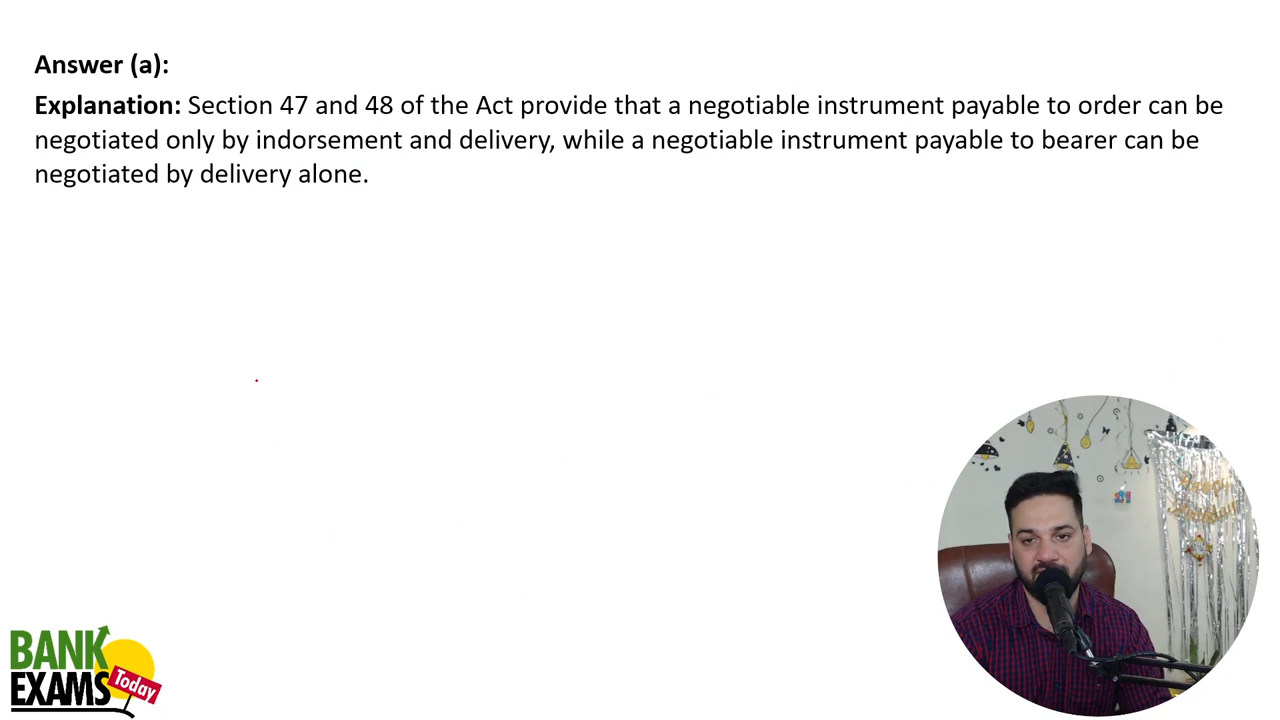 Answer (a):
Explanation: Section 47 and 48 of the Act provide that a negotiable instrument payable to order can be
negotiated only by indorsement and delivery, while a negotiable instrument payable to bearer can be
negotiated by delivery alone.
BANK
EXAMS
Today